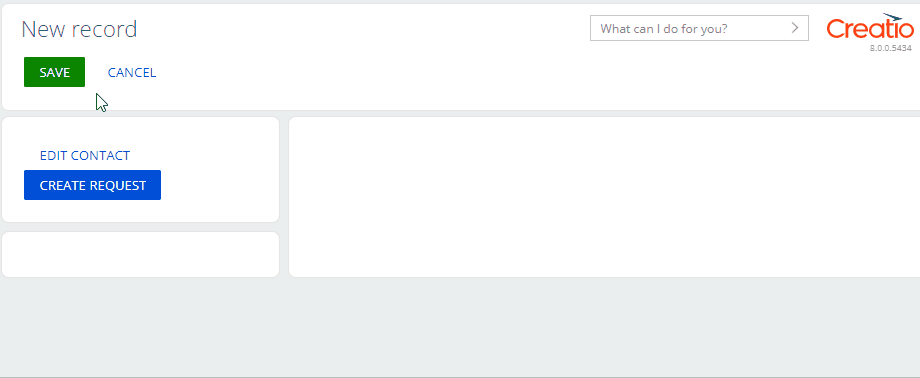 New record
What can I do for you?
Creatio
8.0.0.5434
SAVE
CANCEL
EDIT CONTACT
CREATE REQUEST